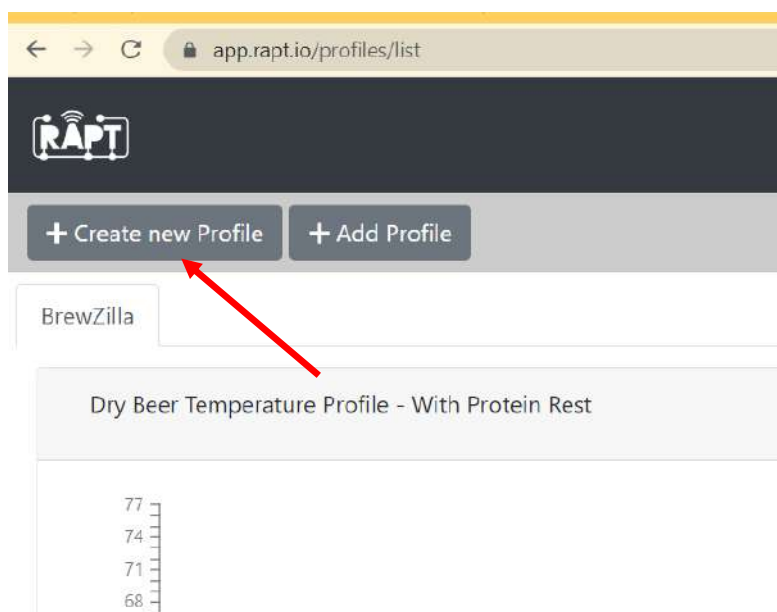 app.rapt.io/profiles/list
RAPT
+ Create new Profile + Add Profile
BrewZilla
Dry Beer Temperature Profile - With Protein Rest
77
74
71
68